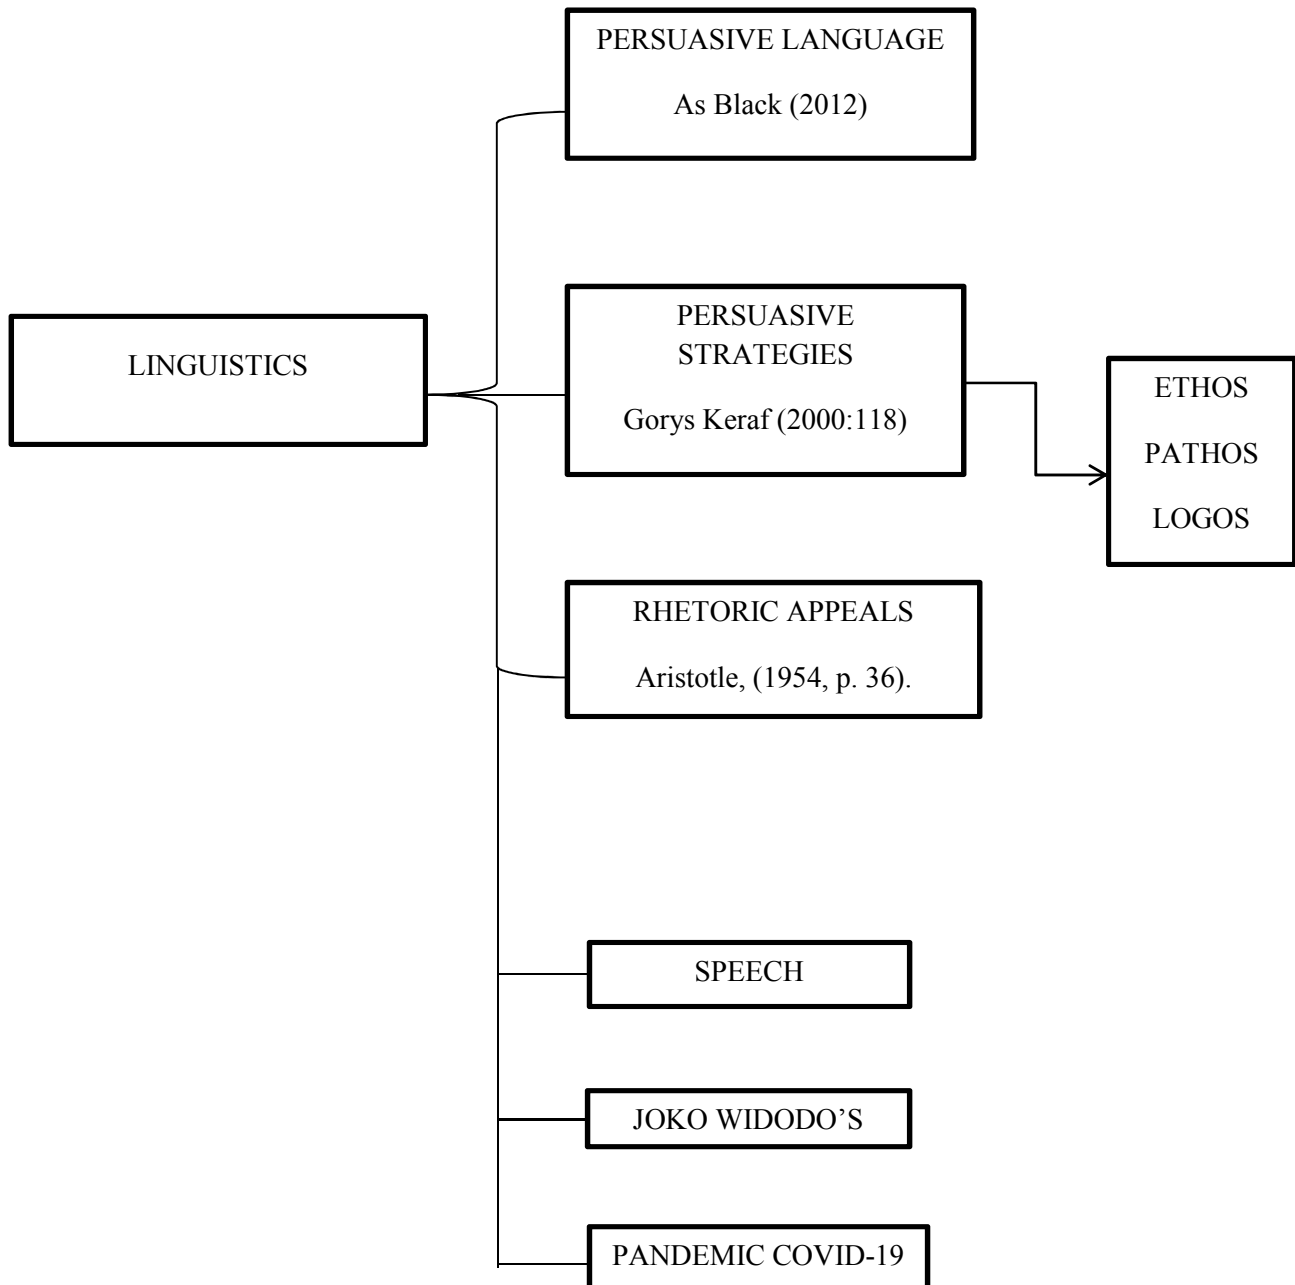 PERSUASIVE LANGUAGE
As Black (2012)
LINGUISTICS
PERSUASIVE
STRATEGIES
Gorys Keraf (2000:118)
ETHOS
PATHOS
LOGOS
RHETORIC APPEALS
Aristotle, (1954, p. 36).
SPEECH
JOKO WIDODO’S
PANDEMIC COVID-19